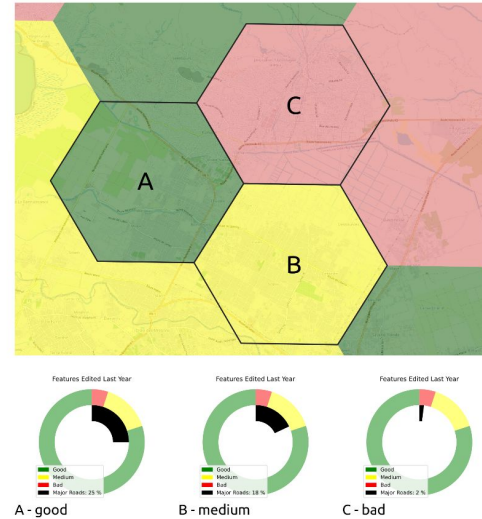 C
A
B
Features Edited Last Year
Good
Medium
Bad
Major Roads: 25 %
A - good
Features Edited Last Year
Good
Medium
Bad
Major Roads: 18 %
B - medium
Features Edited Last Year
Good
Medium
Bad
Major Roads: 2 %
C - bad